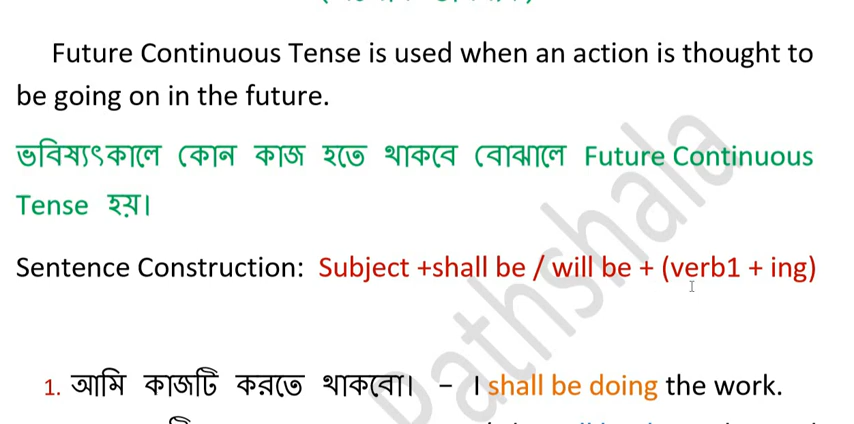 Future Continuous Tense is used when an action is thought to
be going on in the future.
ভবিষ্যৎকালে কোন কাজ হতে থাকবে বোঝালে Future Continuous
Tense হয়।
Sentence Construction: Subject +shall be / will be + (verb1 + ing)
1. আমি কাজটি করতে থাকবো। – I shall be doing the work.
Pathshala